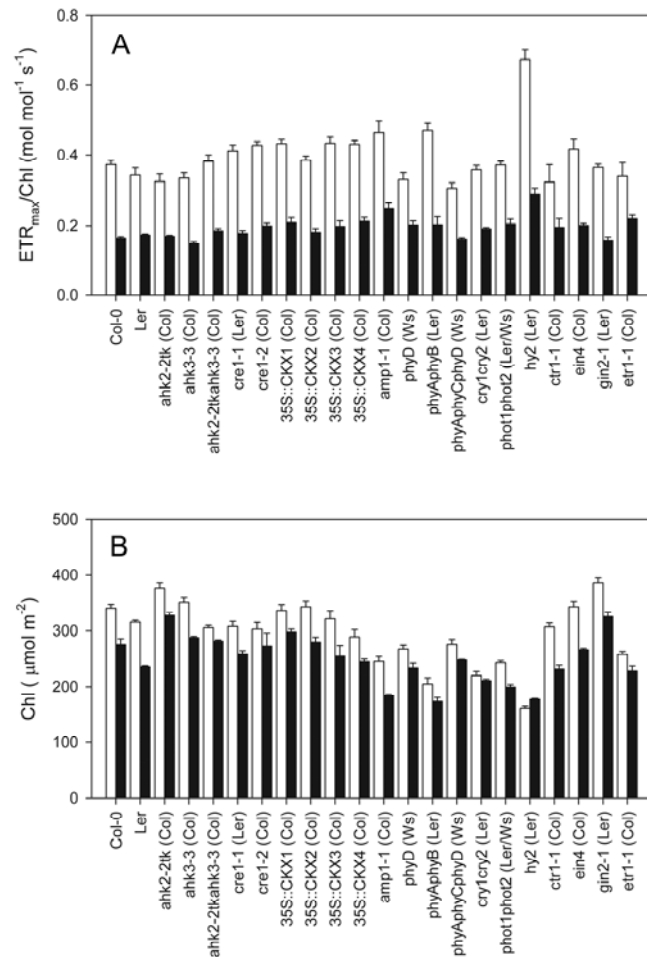 A
ETRmax/Chl (mol mol⁻¹ s⁻¹)
0.8
0.6
0.4
0.2
0.0
Col-0
Ler
ahk2-2tk (Col)
ahk3-3 (Col)
ahk2-2tkahk3-3 (Col)
cre1-1 (Ler)
cre1-2 (Col)
35S::CKX1 (Col)
35S::CKX2 (Col)
35S::CKX3 (Col)
35S::CKX4 (Col)
amp1-1 (Col)
phyD (Ws)
phyAphyB (Ler)
phyAphyCphyD (Ws)
cry1cry2 (Ler)
phot1phot2 (Ler/Ws)
hy2 (Ler)
ctr1-1 (Col)
ein4 (Col)
gin2-1 (Ler)
etr1-1 (Col)
B
Chl ( μmol m⁻²)
500
400
300
200
100
0
Col-0
Ler
ahk2-2tk (Col)
ahk3-3 (Col)
ahk2-2tkahk3-3 (Col)
cre1-1 (Ler)
cre1-2 (Col)
35S::CKX1 (Col)
35S::CKX2 (Col)
35S::CKX3 (Col)
35S::CKX4 (Col)
amp1-1 (Col)
phyD (Ws)
phyAphyB (Ler)
phyAphyCphyD (Ws)
cry1cry2 (Ler)
phot1phot2 (Ler/Ws)
hy2 (Ler)
ctr1-1 (Col)
ein4 (Col)
gin2-1 (Ler)
etr1-1 (Col)